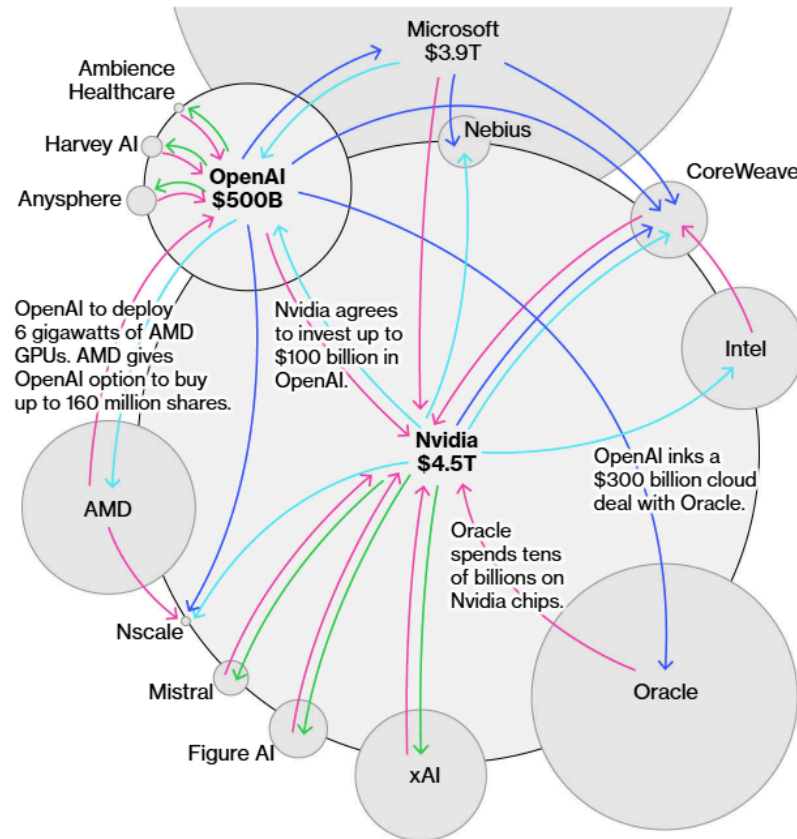 Microsoft
$3.9T
Ambience
Healthcare
Harvey AI
Nebius
OpenAI
$500B
CoreWeave
Anysphere
OpenAI to deploy
6 gigawatts of AMD
GPUs. AMD gives
OpenAI option to buy
up to 160 million shares.
Nvidia agrees
to invest up to
$100 billion in
OpenAI.
Intel
Nvidia
$4.5T
OpenAI inks a
$300 billion cloud
deal with Oracle.
AMD
Oracle
spends tens
of billions on
Nvidia chips.
Nscale
Mistral
Oracle
Figure AI
xAI